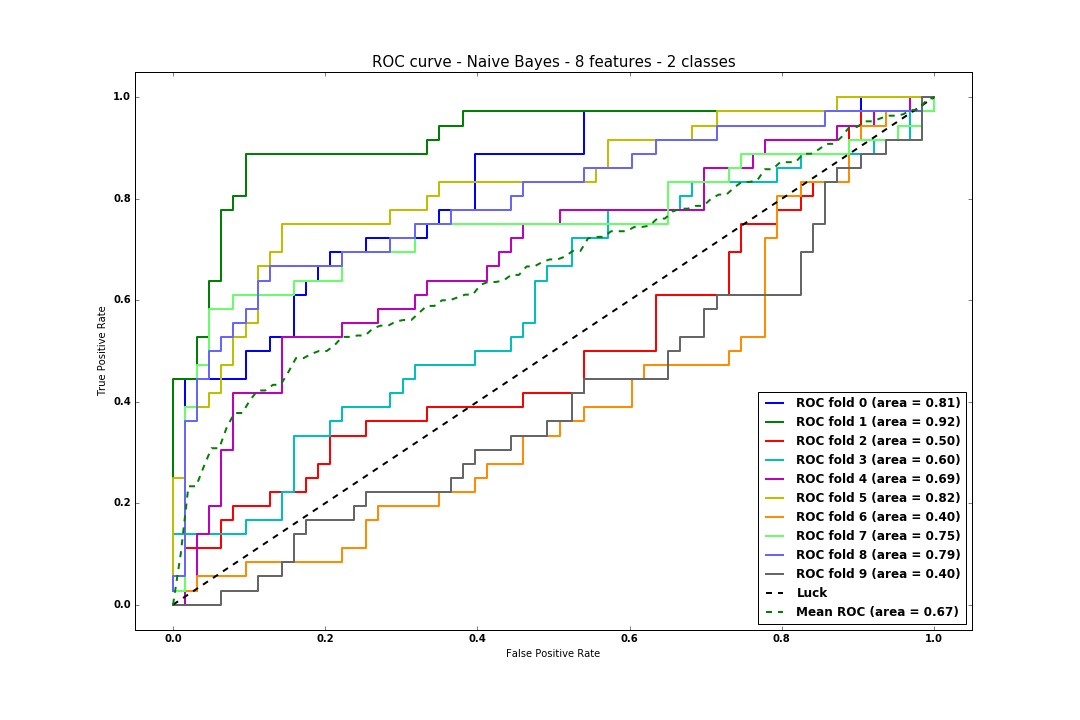 ROC curve - Naive Bayes - 8 features - 2 classes
1.0
0.8
0.6
0.4
0.2
0.0
True Positive Rate
0.0 0.2 0.4 0.6 0.8 1.0
False Positive Rate
ROC fold 0 (area = 0.81)
ROC fold 1 (area = 0.92)
ROC fold 2 (area = 0.50)
ROC fold 3 (area = 0.60)
ROC fold 4 (area = 0.69)
ROC fold 5 (area = 0.82)
ROC fold 6 (area = 0.40)
ROC fold 7 (area = 0.75)
ROC fold 8 (area = 0.79)
ROC fold 9 (area = 0.40)
Luck
Mean ROC (area = 0.67)